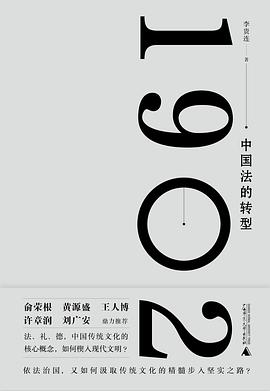 李贵连
著
1902
中国法的转型
俞荣根 黄源盛 王人博
许章润 刘广安 鼎力推荐
法、礼、德,中国传统文化的
核心概念,如何楔入现代文明?
依法治国,又如何汲取传统文化的精髓步入坚实之路?